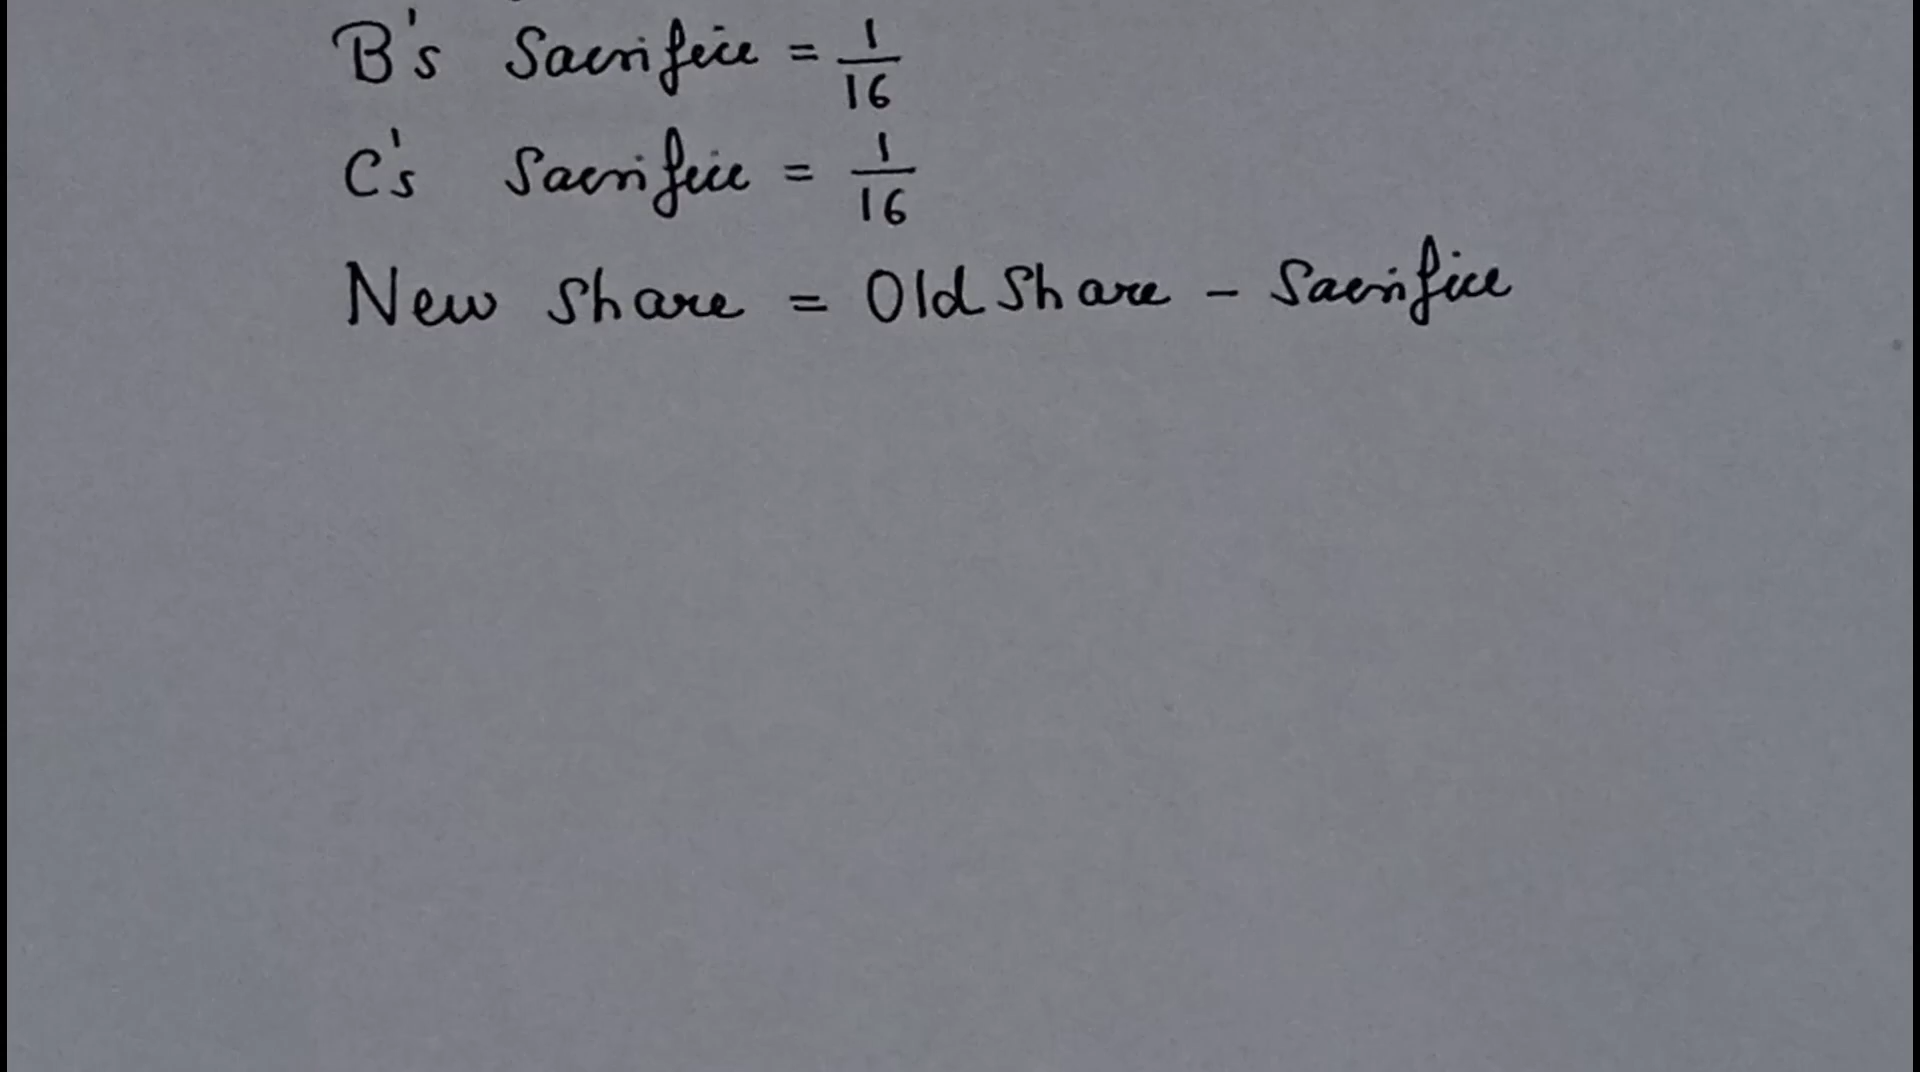 B's Sacrifice = 1/16
C's Sacrifice = 1/16
New Share = Old Share - Sacrifice